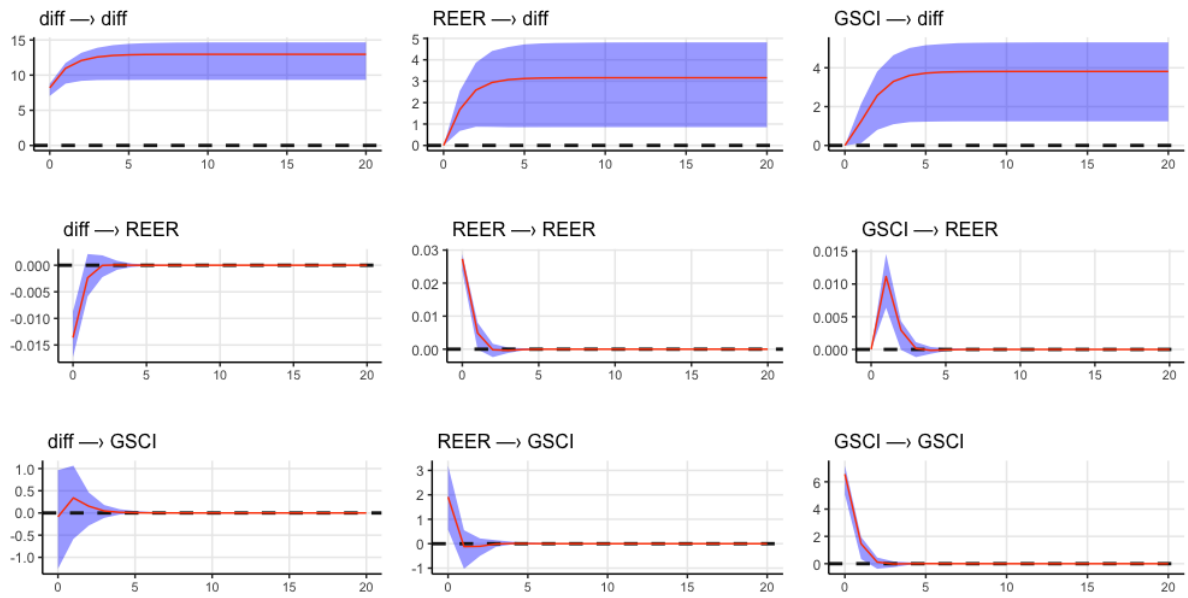 diff —› diff
15
10
5
0
0 5 10 15 20
REER —› diff
5
4
3
2
1
0
0 5 10 15 20
GSCI —› diff
4
2
0
0 5 10 15 20
diff —› REER
0.000
-0.005
-0.010
-0.015
0 5 10 15 20
REER —› REER
0.03
0.02
0.01
0.00
0 5 10 15 20
GSCI —› REER
0.015
0.010
0.005
0.000
0 5 10 15 20
diff —› GSCI
1.0
0.5
0.0
-0.5
-1.0
0 5 10 15 20
REER —› GSCI
3
2
1
0
-1
0 5 10 15 20
GSCI —› GSCI
6
4
2
0
0 5 10 15 20